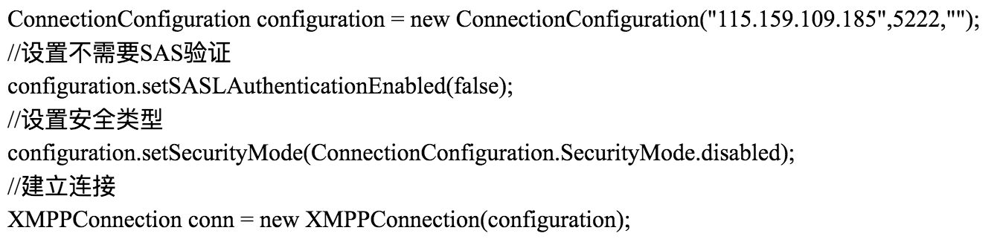 ConnectionConfiguration configuration = new ConnectionConfiguration("115.159.109.185",5222,"");
//设置不需要SAS验证
configuration.setSASLAuthenticationEnabled(false);
//设置安全类型
configuration.setSecurityMode(ConnectionConfiguration.SecurityMode.disabled);
//建立连接
XMPPConnection conn = new XMPPConnection(configuration);